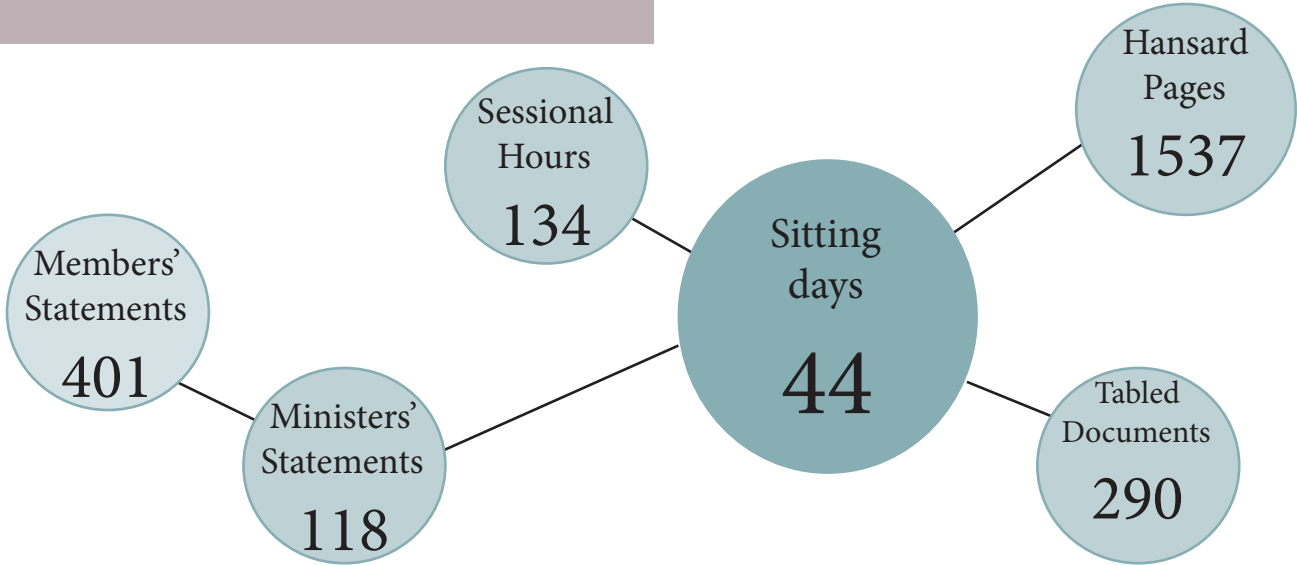 Hansard
Pages
1537
Sessional
Hours
134
Sitting
days
44
Members’
Statements
401
Ministers’
Statements
118
Tabled
Documents
290